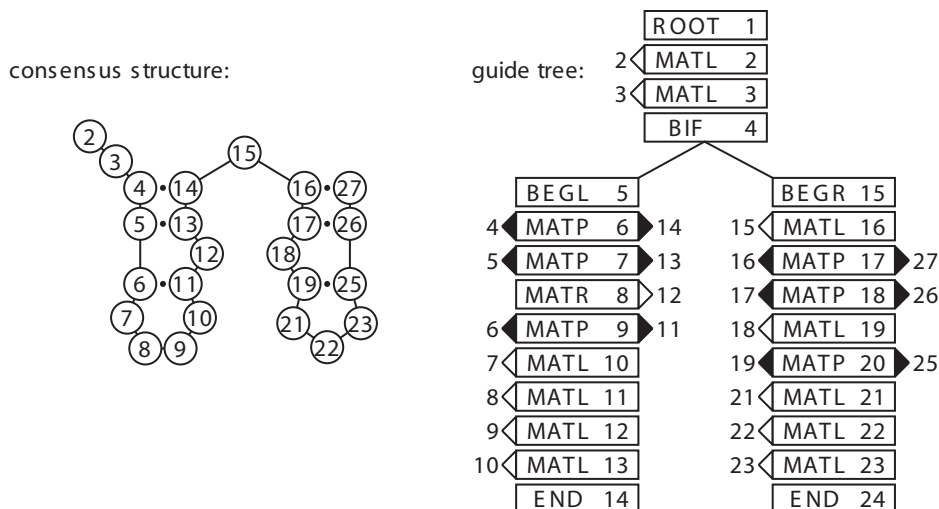 consensus structure:
2
3
15
4 14
16 27
5 13
17 26
12
18
6 11
19 25
7 10
21 23
8 9
22
guide tree:
ROOT 1
2 MATL 2
3 MATL 3
BIF 4
BEGL 5
4 MATP 6 14
5 MATP 7 13
MATR 8 12
6 MATP 9 11
7 MATL 10
8 MATL 11
9 MATL 12
10 MATL 13
END 14
BEGR 15
15 MATL 16
16 MATP 17 27
17 MATP 18 26
18 MATL 19
19 MATP 20 25
21 MATL 21
22 MATL 22
23 MATL 23
END 24